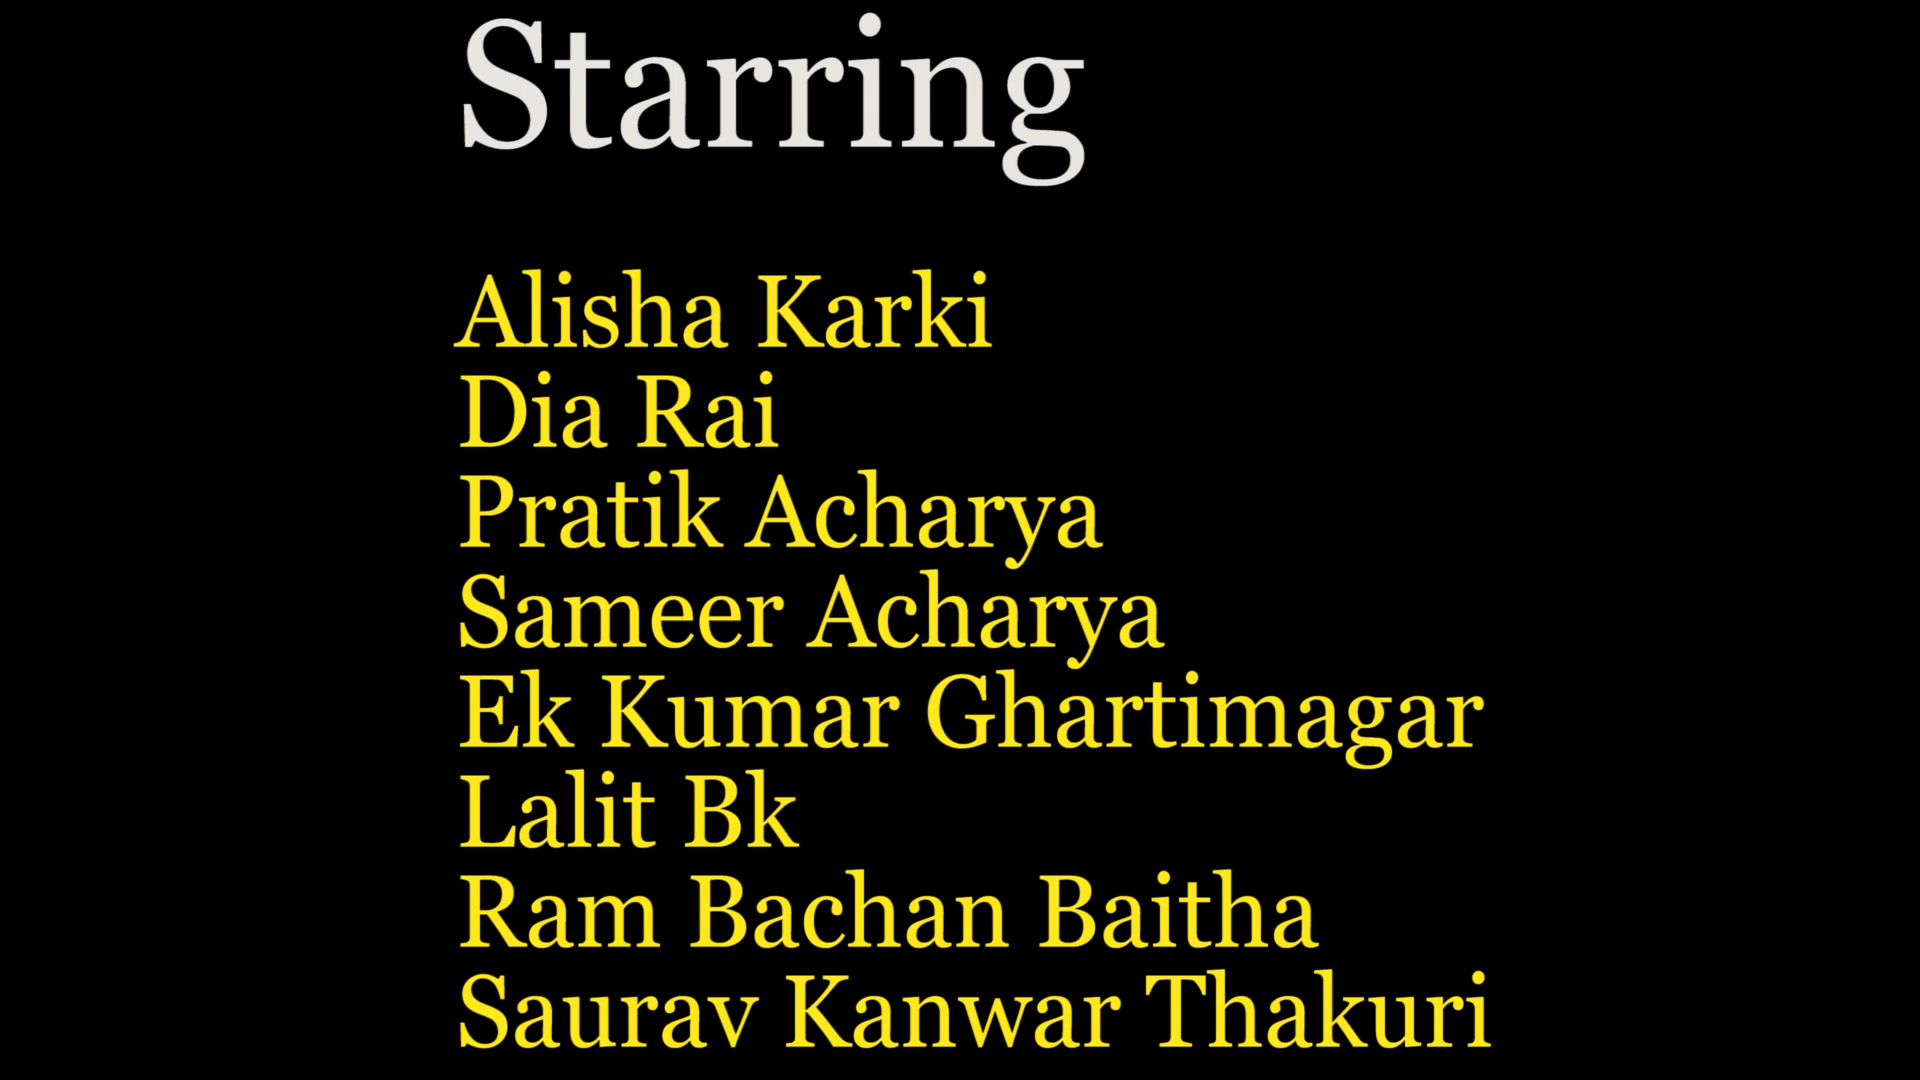 Starring
Alisha Karki
Dia Rai
Pratik Acharya
Sameer Acharya
Ek Kumar Ghartimagar
Lalit Bk
Ram Bachan Baitha
Saurav Kanwar Thakuri